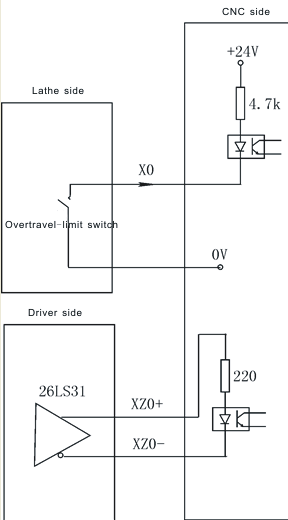 CNC side
+24V
Lathe side
4.7k
X0
Overtravel-limit switch
0V
Driver side
26LS31
220
XZ0+
XZ0-